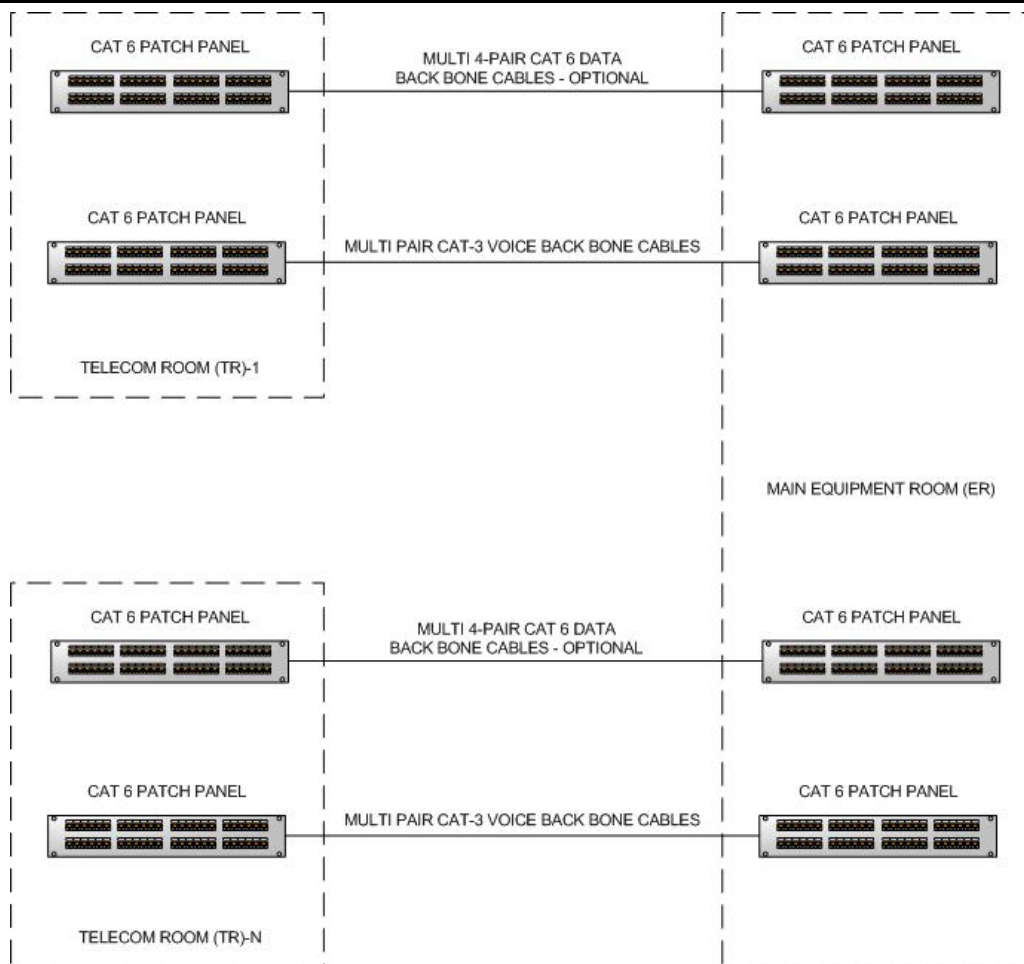 CAT 6 PATCH PANEL
MULTI 4-PAIR CAT 6 DATA
BACK BONE CABLES - OPTIONAL
CAT 6 PATCH PANEL
CAT 6 PATCH PANEL
MULTI PAIR CAT-3 VOICE BACK BONE CABLES
CAT 6 PATCH PANEL
TELECOM ROOM (TR)-1
MAIN EQUIPMENT ROOM (ER)
CAT 6 PATCH PANEL
MULTI 4-PAIR CAT 6 DATA
BACK BONE CABLES - OPTIONAL
CAT 6 PATCH PANEL
CAT 6 PATCH PANEL
MULTI PAIR CAT-3 VOICE BACK BONE CABLES
CAT 6 PATCH PANEL
TELECOM ROOM (TR)-N